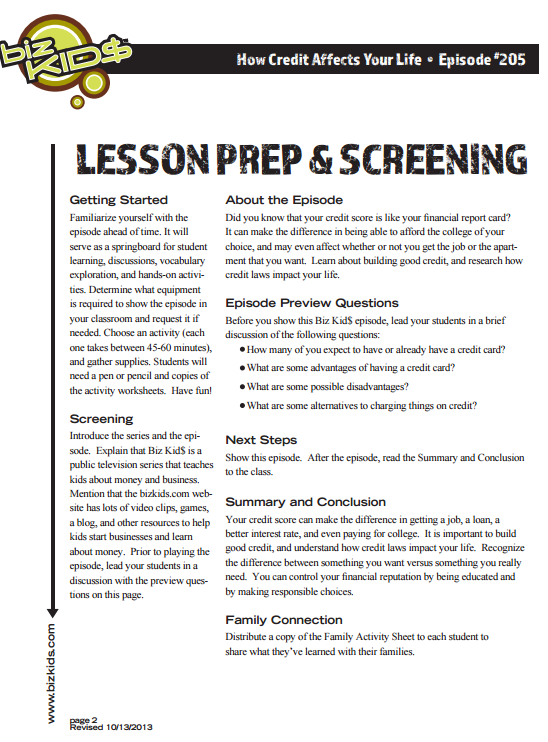 biz
KID$
How Credit Affects Your Life • Episode #205
LESSON PREP & SCREENING
Getting Started
Familiarize yourself with the
episode ahead of time. It will
serve as a springboard for student
learning, discussions, vocabulary
exploration, and hands-on activi-
ties. Determine what equipment
is required to show the episode in
your classroom and request it if
needed. Choose an activity (each
one takes between 45-60 minutes),
and gather supplies. Students will
need a pen or pencil and copies of
the activity worksheets.  Have fun!
Screening
Introduce the series and the epi-
sode.  Explain that Biz Kid$ is a
public television series that teaches
kids about money and business.
Mention that the bizkids.com web-
site has lots of video clips, games,
a blog, and other resources to help
kids start businesses and learn
about money.  Prior to playing the
episode, lead your students in a
discussion with the preview ques-
tions on this page.
About the Episode
Did you know that your credit score is like your financial report card?
It can make the difference in being able to afford the college of your
choice, and may even affect whether or not you get the job or the apart-
ment that you want.  Learn about building good credit, and research how
credit laws impact your life.
Episode Preview Questions
Before you show this Biz Kid$ episode, lead your students in a brief
discussion of the following questions:
• How many of you expect to have or already have a credit card?
• What are some advantages of having a credit card?
• What are some possible disadvantages?
• What are some alternatives to charging things on credit?
Next Steps
Show this episode.  After the episode, read the Summary and Conclusion
to the class.
Summary and Conclusion
Your credit score can make the difference in getting a job, a loan, a
better interest rate, and even paying for college.  It is important to build
good credit, and understand how credit laws impact your life.  Recognize
the difference between something you want versus something you really
need.  You can control your financial reputation by being educated and
by making responsible choices.
Family Connection
Distribute a copy of the Family Activity Sheet to each student to
share what they've learned with their families.
www.bizkids.com
page 2
Revised 10/13/2013